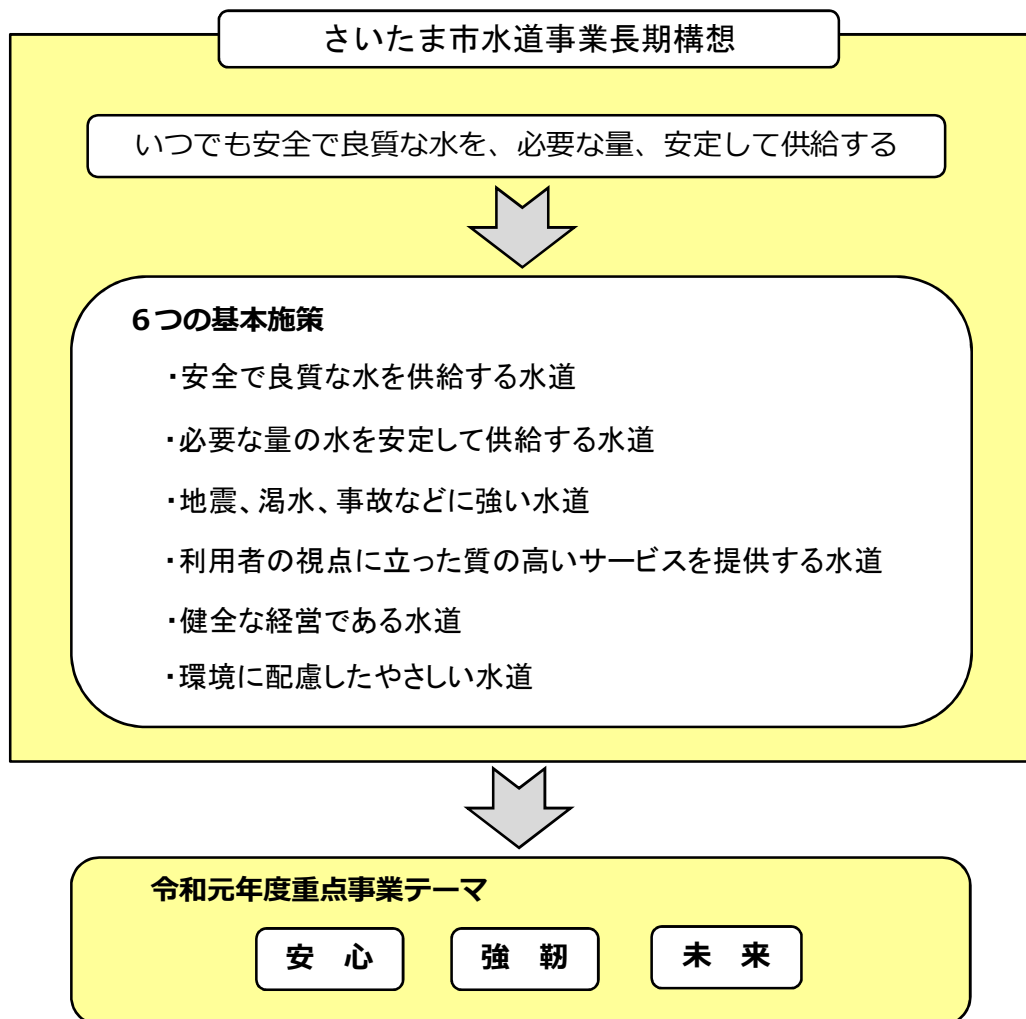 さいたま市水道事業長期構想
いつでも安全で良質な水を、必要な量、安定して供給する
６つの基本施策
・安全で良質な水を供給する水道
・必要な量の水を安定して供給する水道
・地震、渇水、事故などに強い水道
・利用者の視点に立った質の高いサービスを提供する水道
・健全な経営である水道
・環境に配慮したやさしい水道
令和元年度重点事業テーマ
安　心
強　靭
未　来